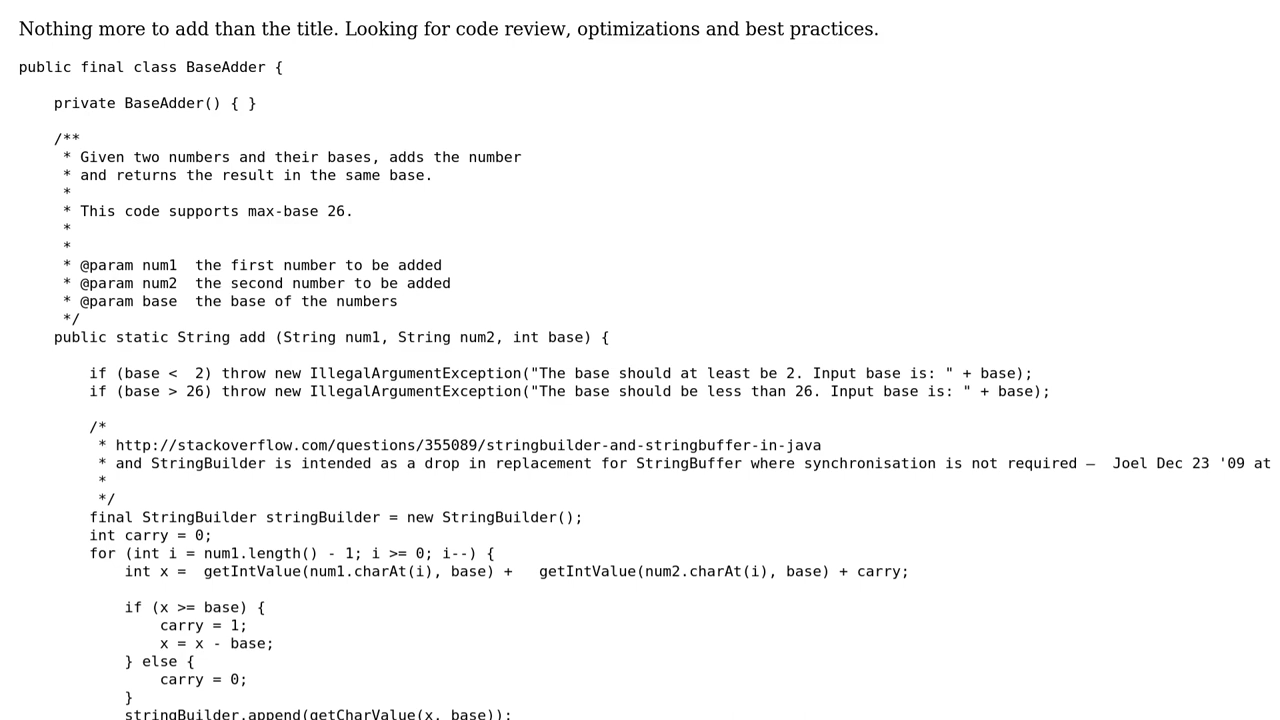 Nothing more to add than the title. Looking for code review, optimizations and best practices.
public final class BaseAdder {
    private BaseAdder() { }
    /**
     * Given two numbers and their bases, adds the number
     * and returns the result in the same base.
     *
     * This code supports max-base 26.
     *
     *
     * @param num1  the first number to be added
     * @param num2  the second number to be added
     * @param base  the base of the numbers
     */
    public static String add (String num1, String num2, int base) {
        if (base <  2) throw new IllegalArgumentException("The base should at least be 2. Input base is: " + base);
        if (base > 26) throw new IllegalArgumentException("The base should be less than 26. Input base is: " + base);
        /*
         * http://stackoverflow.com/questions/355089/stringbuilder-and-stringbuffer-in-java
         * and StringBuilder is intended as a drop in replacement for StringBuffer where synchronisation is not required –  Joel Dec 23 '09 at
         *
         */
        final StringBuilder stringBuilder = new StringBuilder();
        int carry = 0;
        for (int i = num1.length() - 1; i >= 0; i--) {
            int x =  getIntValue(num1.charAt(i), base) +   getIntValue(num2.charAt(i), base) + carry;
            if (x >= base) {
                carry = 1;
                x = x - base;
            } else {
                carry = 0;
            }
            stringBuilder.append(getCharValue(x, base));